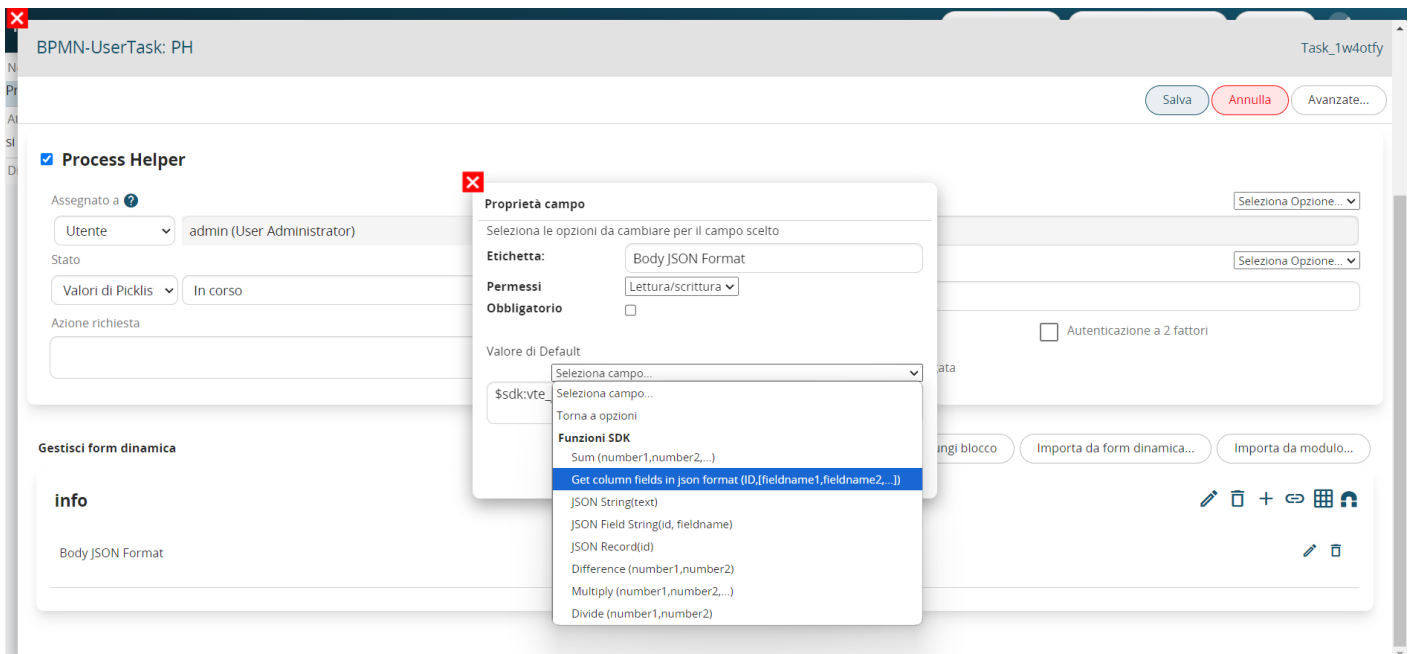 BPMN-UserTask: PH
Task_1w4otfy
Salva
Annulla
Avanzate...
Process Helper
Assegnato a
Seleziona Opzione...
Utente
admin (User Administrator)
Stato
Seleziona Opzione...
Valori di Picklis
In corso
Azione richiesta
Autenticazione a 2 fattori
Proprietà campo
Seleziona le opzioni da cambiare per il campo scelto
Etichetta:
Body JSON Format
Permessi
Lettura/scrittura
Obbligatorio
Valore di Default
Seleziona campo...
$sdk:vte_
Seleziona campo...
Torna a opzioni
Funzioni SDK
Sum (number1,number2,...)
Get column fields in json format (ID,[fieldname1,fieldname2,...])
JSON String(text)
JSON Field String(id, fieldname)
JSON Record(id)
Difference (number1,number2)
Multiply (number1,number2,...)
Divide (number1,number2)
Gestisci form dinamica
ungi blocco
Importa da form dinamica...
Importa da modulo...
info
Body JSON Format